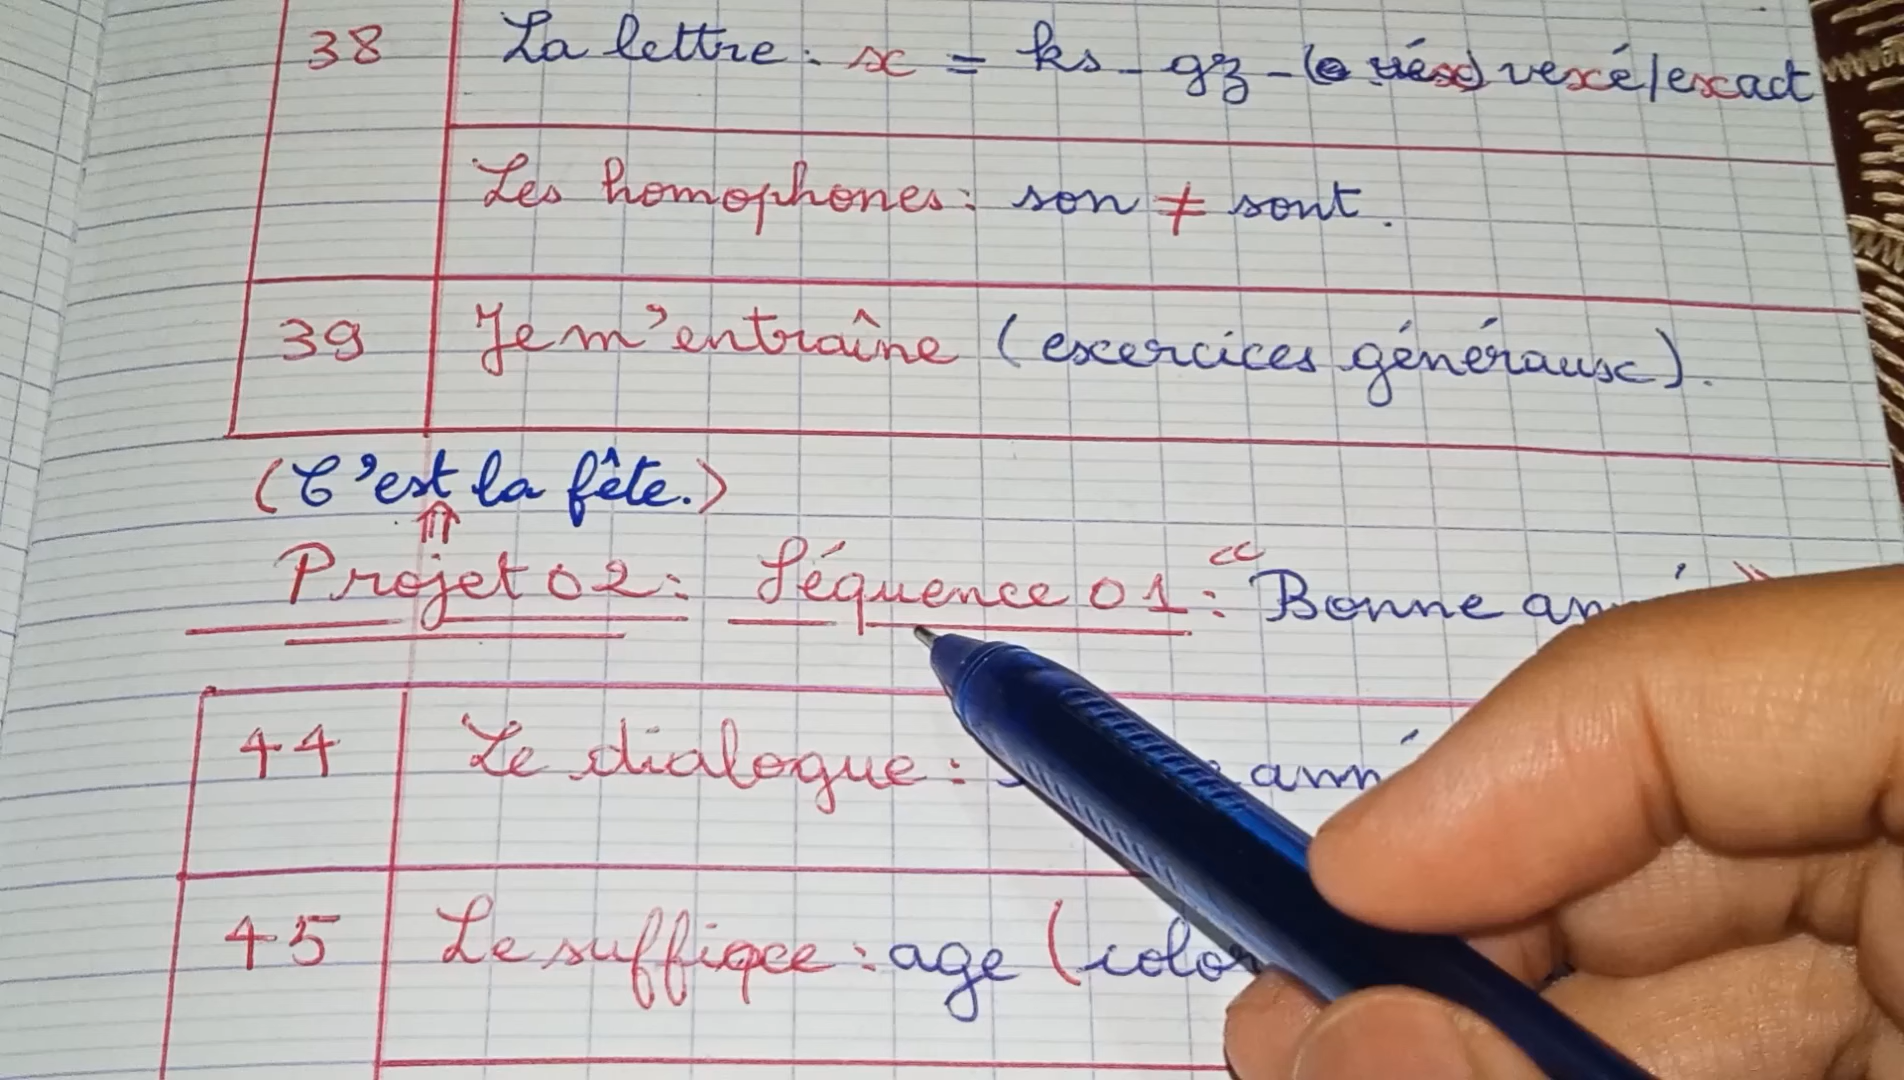 38 La lettre : x = ks - gz - vexé/exact
Les homophones : son ≠ sont.
39 Je m'entraîne (exercices généraux).
(C'est la fête.)
⇑
Projet 02 : Séquence 01 : " Bonne
44 Le dialogue :
45 Le suffixe : age (